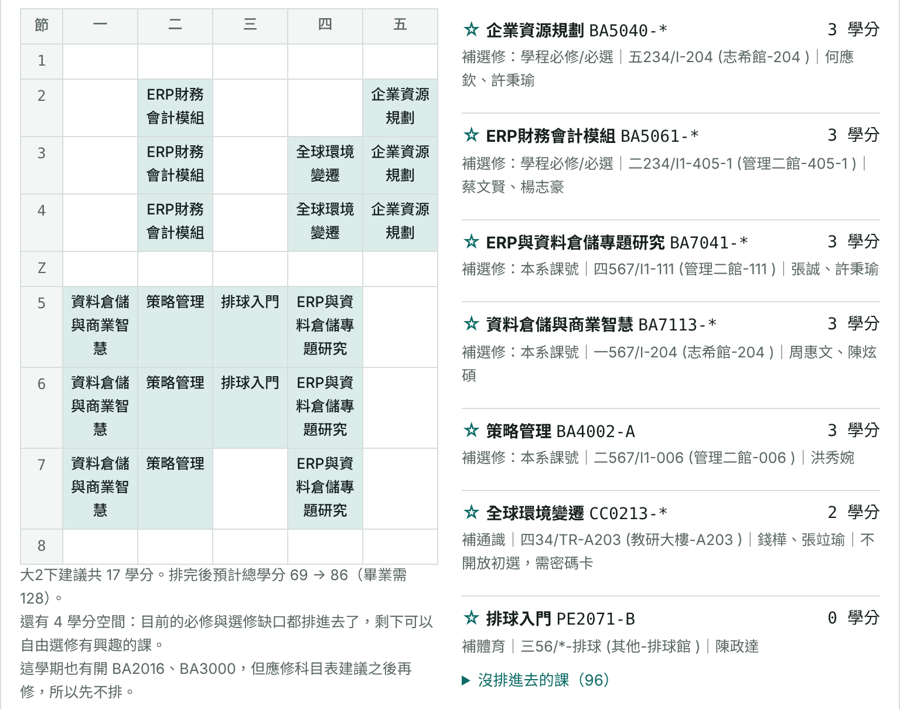 節 一 二 三 四 五
1
2 ERP財務 企業資源
會計模組 規劃
3 ERP財務 全球環境 企業資源
會計模組 變遷 規劃
4 ERP財務 全球環境 企業資源
會計模組 變遷 規劃
Z
5 資料倉儲 策略管理 排球入門 ERP與資
與商業智 料倉儲專
慧 題研究
6 資料倉儲 策略管理 排球入門 ERP與資
與商業智 料倉儲專
慧 題研究
7 資料倉儲 策略管理 ERP與資
與商業智 料倉儲專
慧 題研究
8
大2下建議共 17 學分。排完後預計總學分 69 → 86（畢業需
128）。
還有 4 學分空間：目前的必修與選修缺口都排進去了，剩下可以
自由選修有興趣的課。
這學期也有開 BA2016、BA3000，但應修科目表建議之後再
修，所以先不排。
☆ 企業資源規劃 BA5040-* 3 學分
補選修：學程必修/必選｜五234/I-204 (志希館-204 )｜何應
欽、許秉瑜
☆ ERP財務會計模組 BA5061-* 3 學分
補選修：學程必修/必選｜二234/I1-405-1 (管理二館-405-1 )｜
蔡文賢、楊志豪
☆ ERP與資料倉儲專題研究 BA7041-* 3 學分
補選修：本系課號｜四567/I1-111 (管理二館-111 )｜張誠、許秉瑜
☆ 資料倉儲與商業智慧 BA7113-* 3 學分
補選修：本系課號｜一567/I-204 (志希館-204 )｜周惠文、陳炫
碩
☆ 策略管理 BA4002-A 3 學分
補選修：本系課號｜二567/I1-006 (管理二館-006 )｜洪秀婉
☆ 全球環境變遷 CC0213-* 2 學分
補通識｜四34/TR-A203 (教研大樓-A203 )｜錢樺、張竝瑜｜不
開放初選，需密碼卡
☆ 排球入門 PE2071-B 0 學分
補體育｜三56/*-排球 (其他-排球館 )｜陳政達
▶ 沒排進去的課（96）